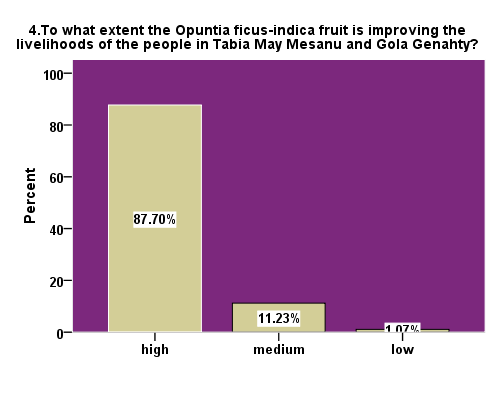 4.To what extent the Opuntia ficus-indica fruit is improving the
livelihoods of the people in Tabia May Mesanu and Gola Genahty?
100
80
60
40
20
0
Percent
87.70%
11.23%
1.07%
high
medium
low